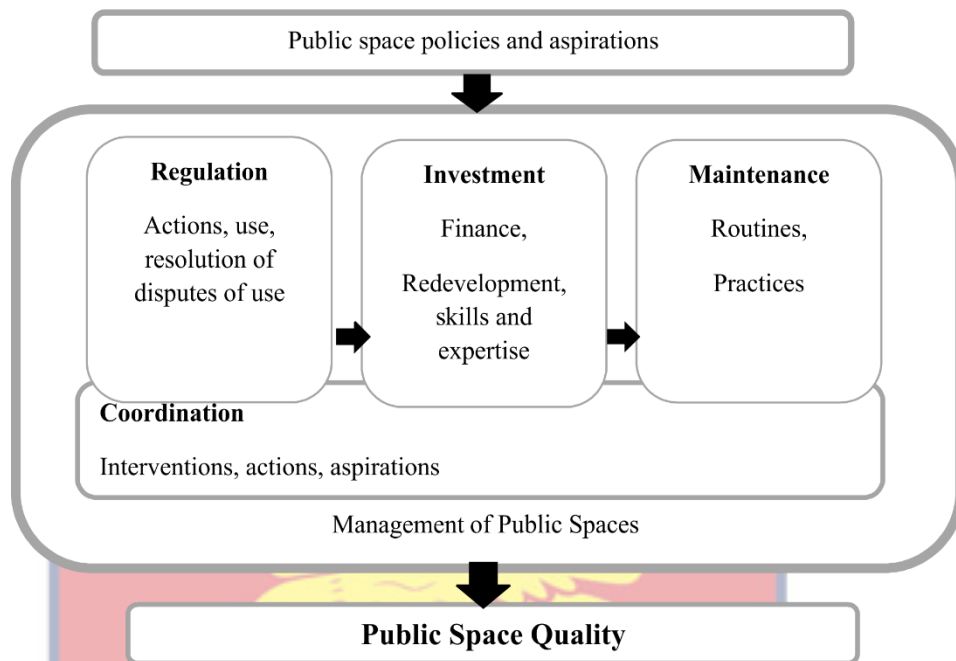 Public space policies and aspirations
Regulation
Actions, use,
resolution of
disputes of use
Investment
Finance,
Redevelopment,
skills and
expertise
Maintenance
Routines,
Practices
Coordination
Interventions, actions, aspirations
Management of Public Spaces
Public Space Quality